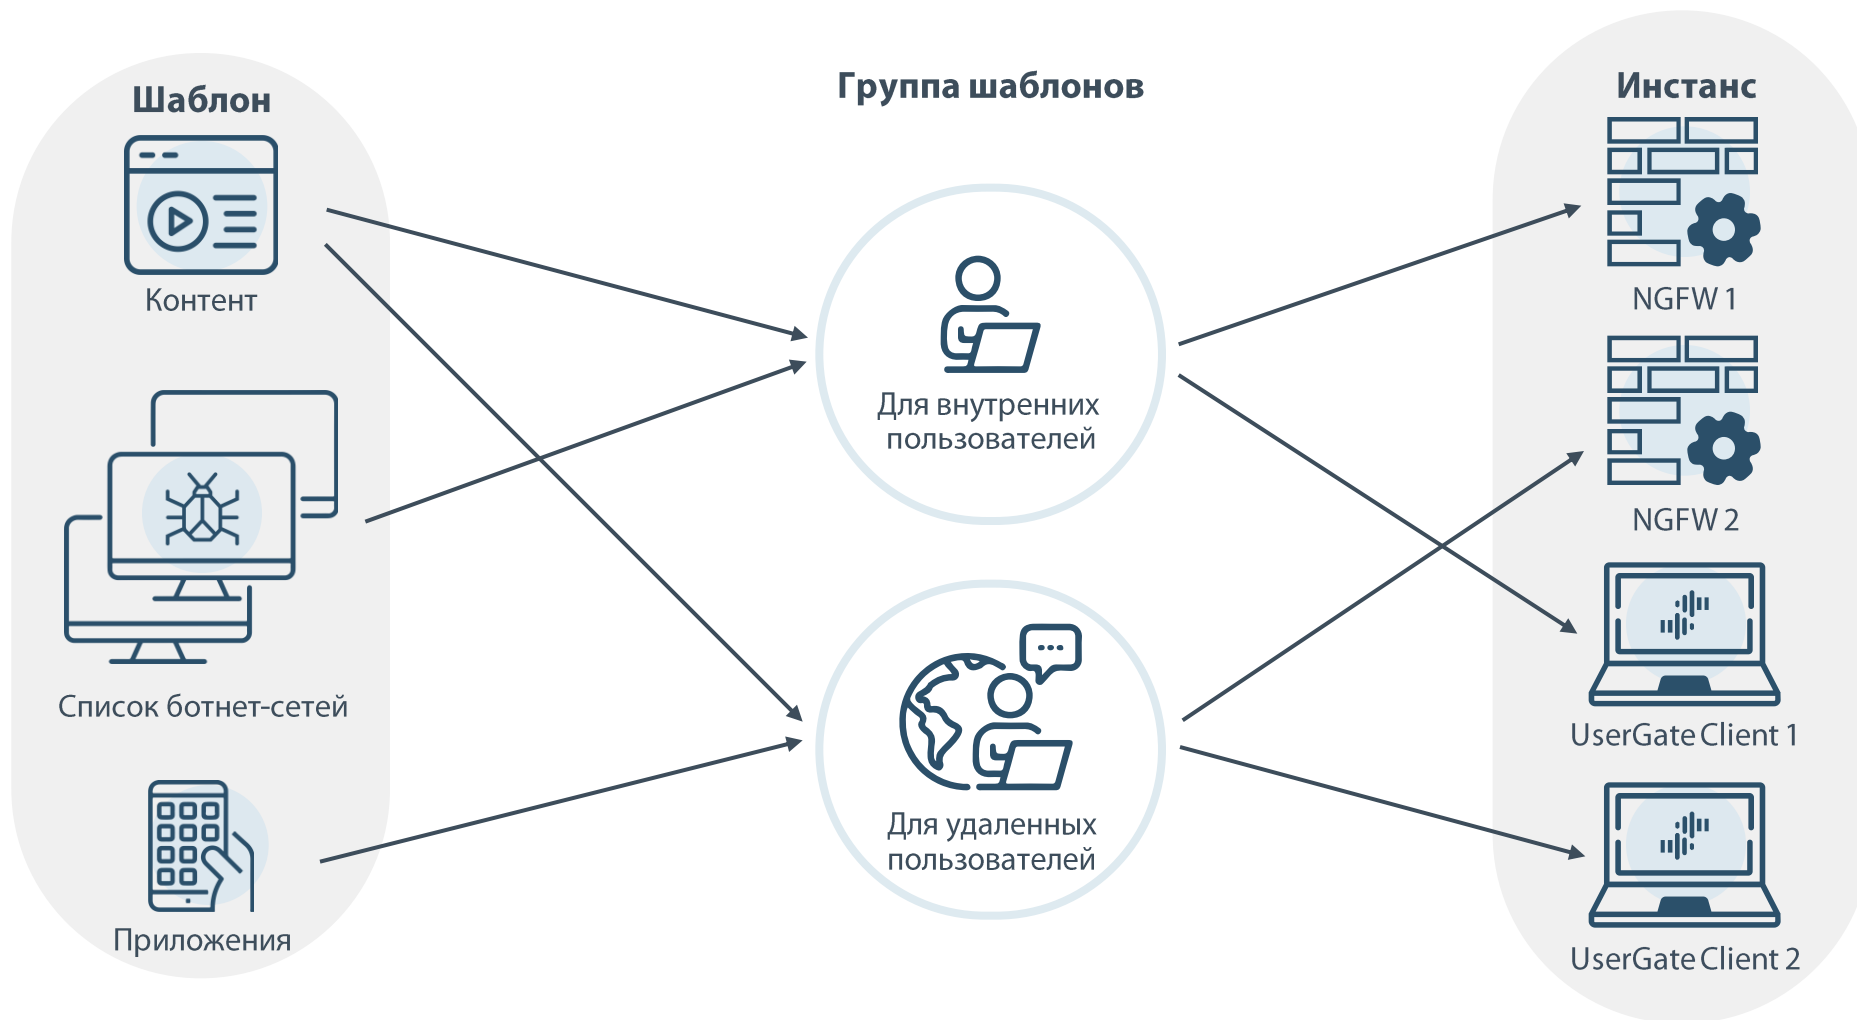 Шаблон
Контент
Список ботнет-сетей
Приложения
Группа шаблонов
Для внутренних
пользователей
Для удаленных
пользователей
Инстанс
NGFW 1
NGFW 2
UserGate Client 1
UserGate Client 2